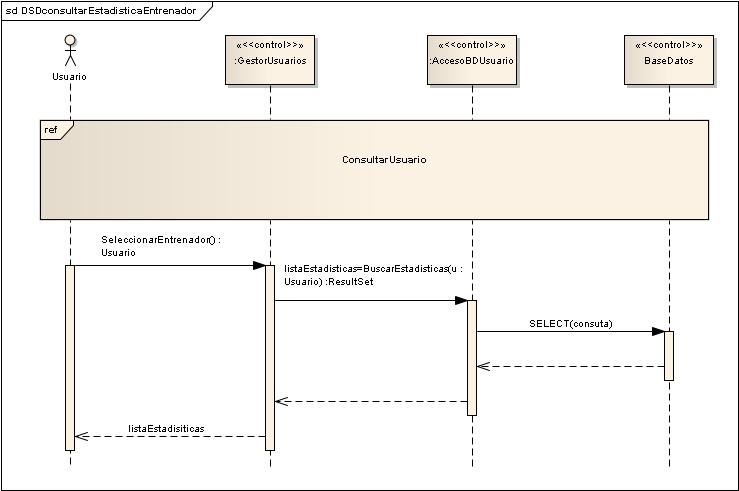 sd DSDconsultarEstadisticaEntrenador
Usuario
«<<control>>»
:GestorUsuarios
«<<control>>»
:AccesoBDUsuario
«<<control>>»
BaseDatos
ref
ConsultarUsuario
SeleccionarEntrenador() :
Usuario
listaEstadisticas=BuscarEstadisticas(u :
Usuario) :ResultSet
SELECT(consuta)
listaEstadisiticas